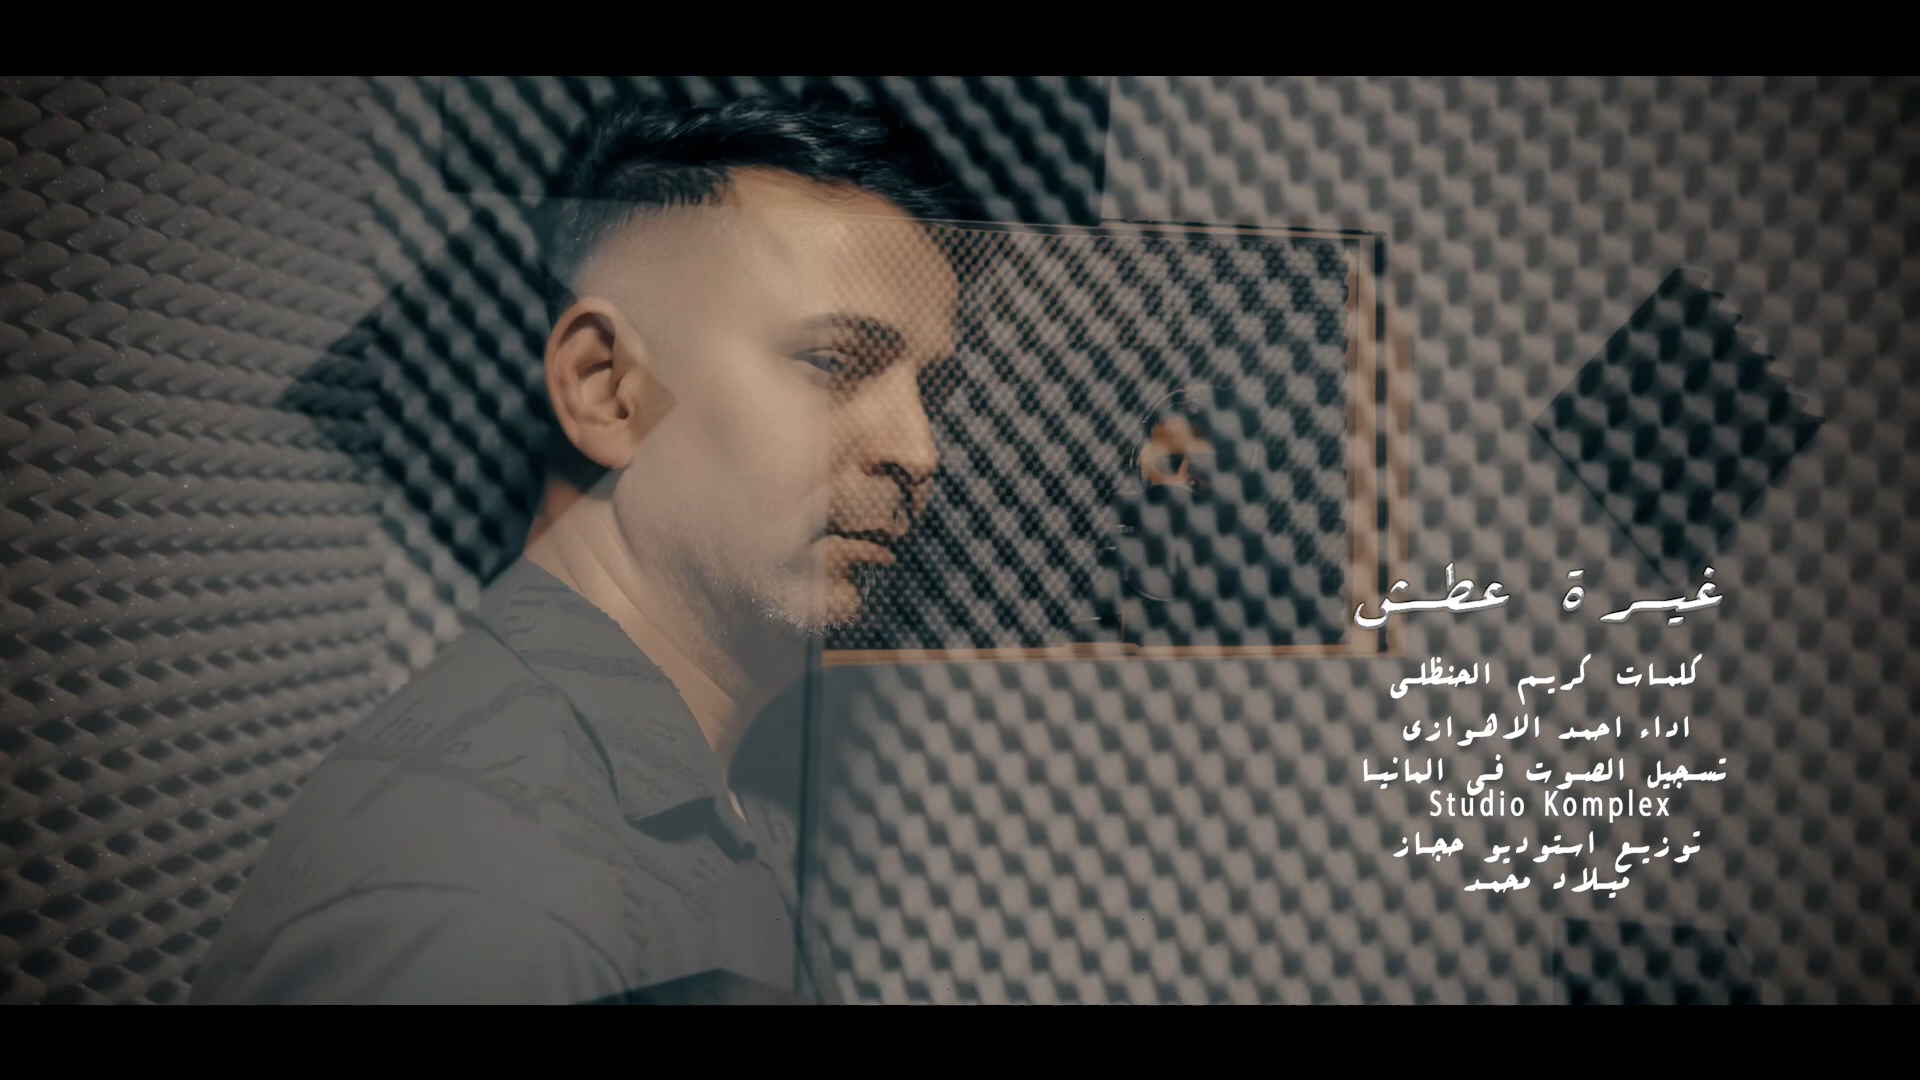 غيرة عطش
كلمات كريم الحنظلي
اداء احمد الاهوازي
تسجيل الصوت في المانيا
Studio Komplex
توزيع استوديو حجاز
ميلاد محمد